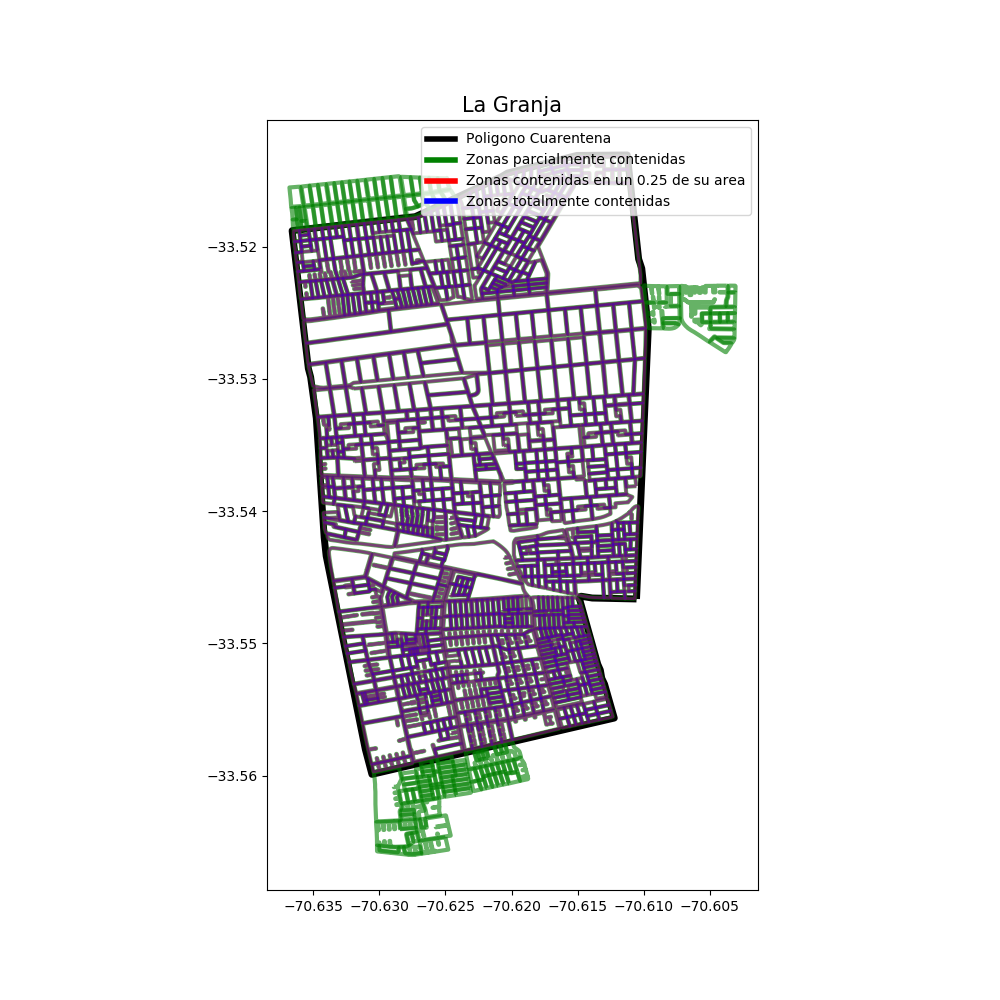 La Granja
Poligono Cuarentena
Zonas parcialmente contenidas
Zonas contenidas en un 0.25 de su area
Zonas totalmente contenidas
−33.52
−33.53
−33.54
−33.55
−33.56
−70.635 −70.630 −70.625 −70.620 −70.615 −70.610 −70.605